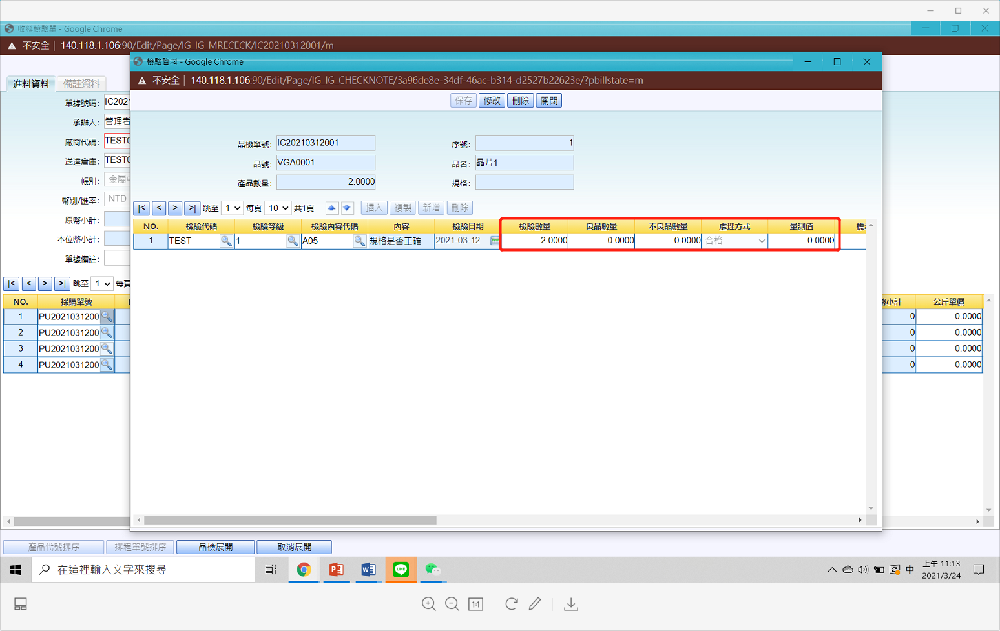 收料檢驗單 - Google Chrome
不安全 | 140.118.1.106:90/Edit/Page/IG_IG_MRECECK/IC20210312001/m
檢驗資料 - Google Chrome
不安全 | 140.118.1.106:90/Edit/Page/IG_IG_CHECKNOTE/3a96de8e-34df-46ac-b314-d2527b22623e/?pbillstate=m
保存 修改 刪除 關閉
進料資料 備註資料
單據號碼: IC202
承辦人: 管理者
廠商代碼: TEST0
送達倉庫: TEST0
帳別: 金屬
幣別/匯率: NTD
原幣小計:
本位幣小計:
單據備註:
品檢單號: IC20210312001 序號: 1
品號: VGA0001 品名: 晶片1
產品數量: 2.0000 規格:
|< < > >| 跳至 1 每頁 10 共1頁 插入 複製 新增 刪除
NO. 檢驗代碼 檢驗等級 檢驗內容代碼 內容 檢驗日期 檢驗數量 良品數量 不良品數量 處理方式 量測值 標
1 TEST 1 A05 規格是否正確 2021-03-12 2.0000 0.0000 0.0000 合格 0.0000
|< < > >| 跳至 1 每頁
NO. 採購單號 小計 公斤單價
1 PU2021031200 0 0.0000
2 PU2021031200 0 0.0000
3 PU2021031200 0 0.0000
4 PU2021031200 0 0.0000
產品代號排序 排程單號排序 品檢展開 取消展開
在這裡輸入文字來搜尋
LINE
中
上午 11:13
2021/3/24
1:1